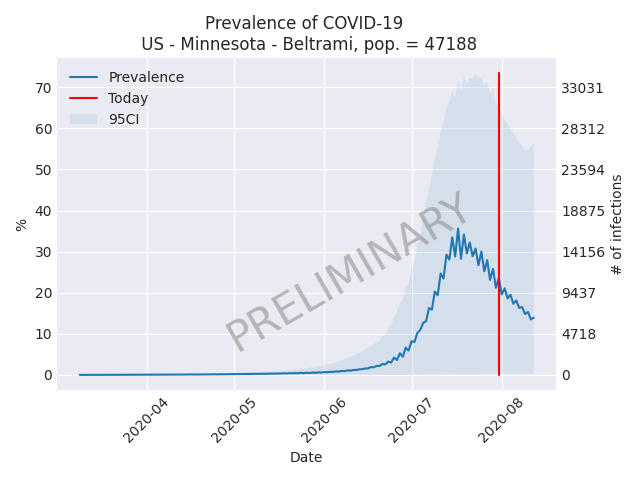 Prevalence of COVID-19
US - Minnesota - Beltrami, pop. = 47188
Prevalence
Today
95CI
PRELIMINARY
%
70
60
50
40
30
20
10
0
33031
28312
23594
18875
14156
9437
4718
0
# of infections
2020-04
2020-05
2020-06
2020-07
2020-08
Date